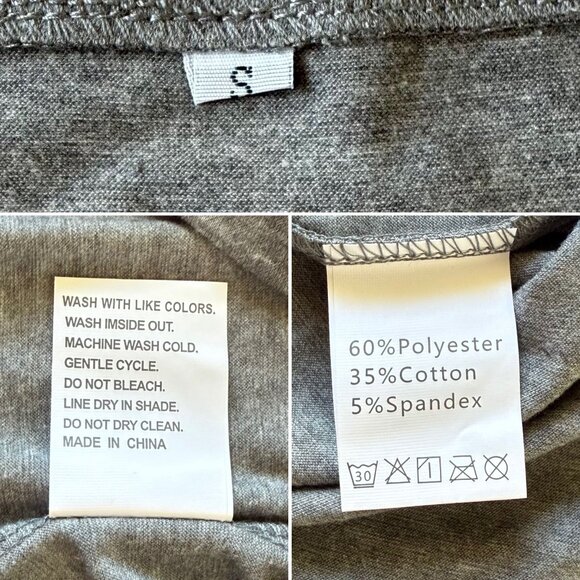 S
WASH WITH LIKE COLORS.
WASH IMSIDE OUT.
MACHINE WASH COLD.
GENTLE CYCLE.
DO NOT BLEACH.
LINE DRY IN SHADE.
DO NOT DRY CLEAN.
MADE IN CHINA
60%Polyester
35%Cotton
5%Spandex
30